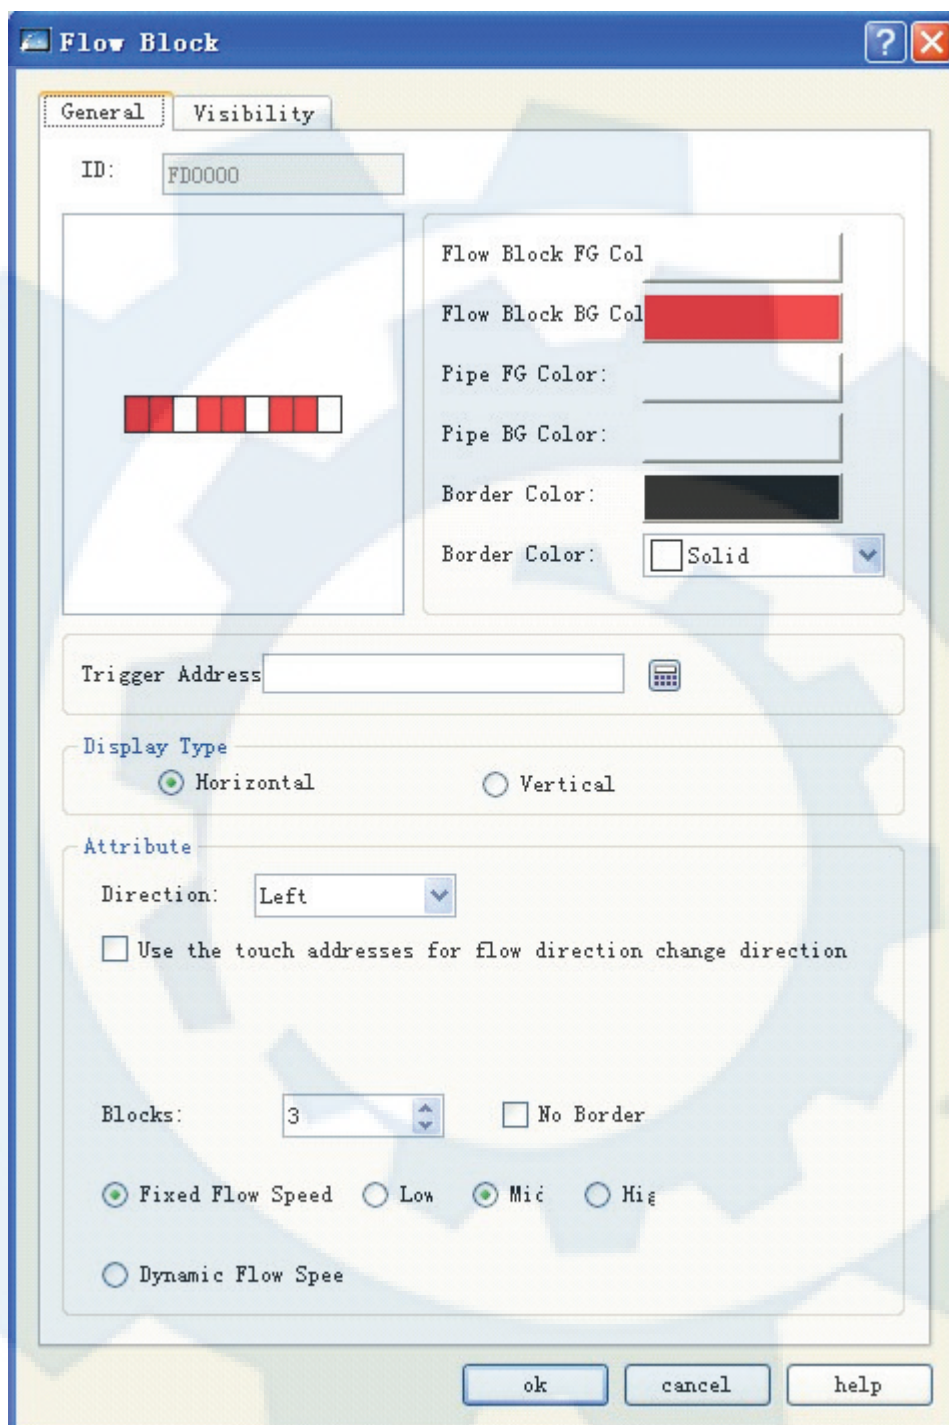 Flow Block
General Visibility
ID: FD0000
Flow Block FG Col
Flow Block BG Col
Pipe FG Color:
Pipe BG Color:
Border Color:
Border Color: Solid
Trigger Address
Display Type
Horizontal Vertical
Attribute
Direction: Left
Use the touch addresses for flow direction change direction
Blocks: 3 No Border
Fixed Flow Speed Low Mid Hig
Dynamic Flow Spee
ok cancel help